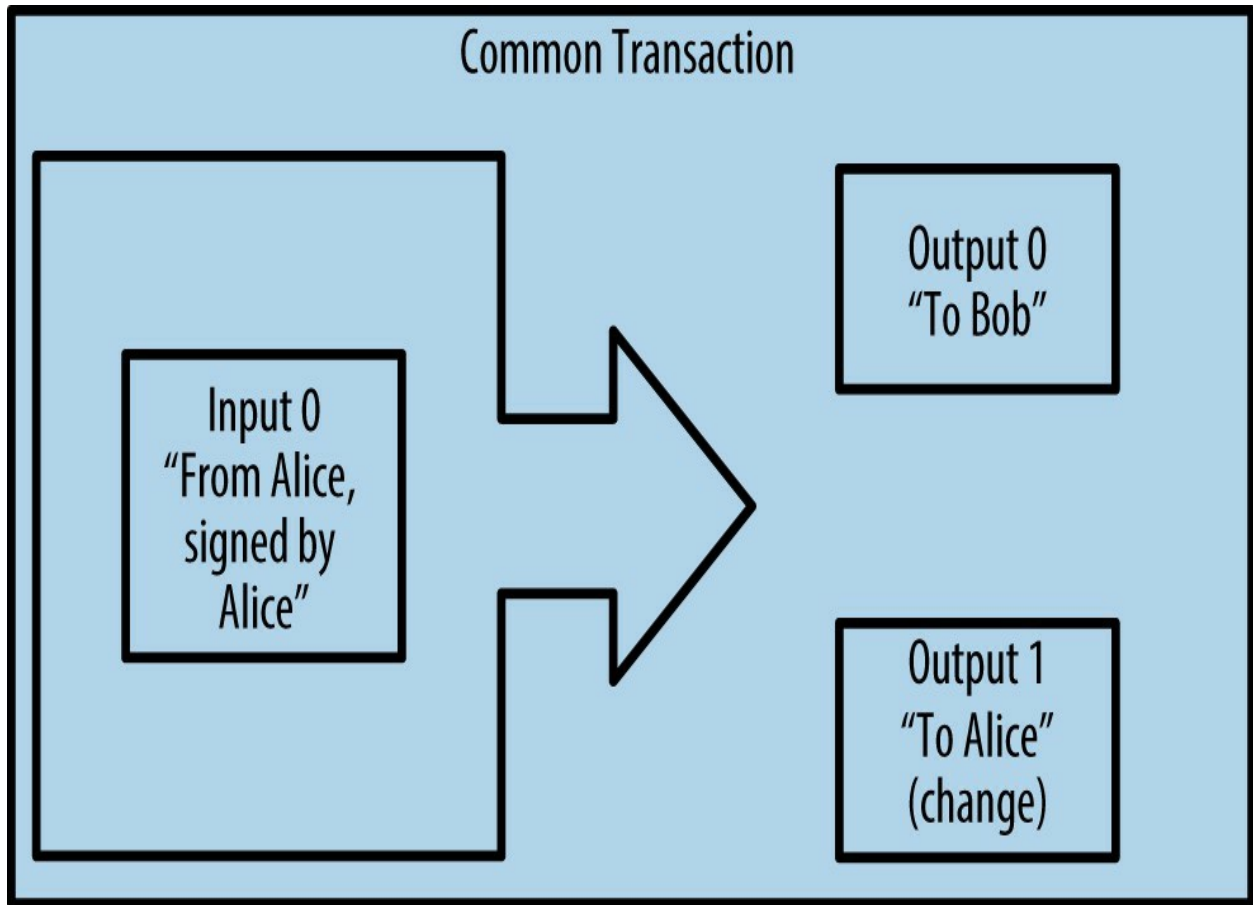 Common Transaction
Input 0
“From Alice,
signed by
Alice”
Output 0
“To Bob”
Output 1
“To Alice”
(change)